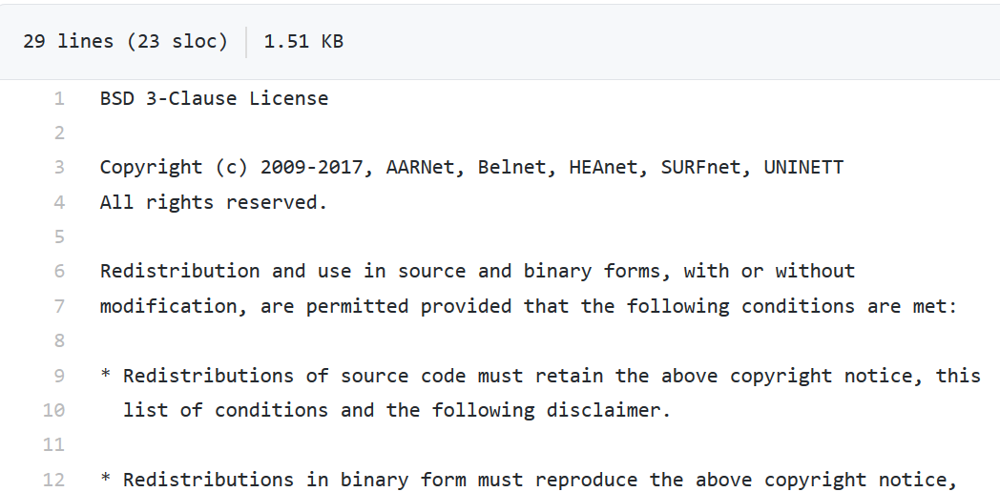 29 lines (23 sloc) 1.51 KB
1 BSD 3-Clause License
2
3 Copyright (c) 2009-2017, AARNet, Belnet, HEAnet, SURFnet, UNINETT
4 All rights reserved.
5
6 Redistribution and use in source and binary forms, with or without
7 modification, are permitted provided that the following conditions are met:
8
9 * Redistributions of source code must retain the above copyright notice, this
10 list of conditions and the following disclaimer.
11
12 * Redistributions in binary form must reproduce the above copyright notice,